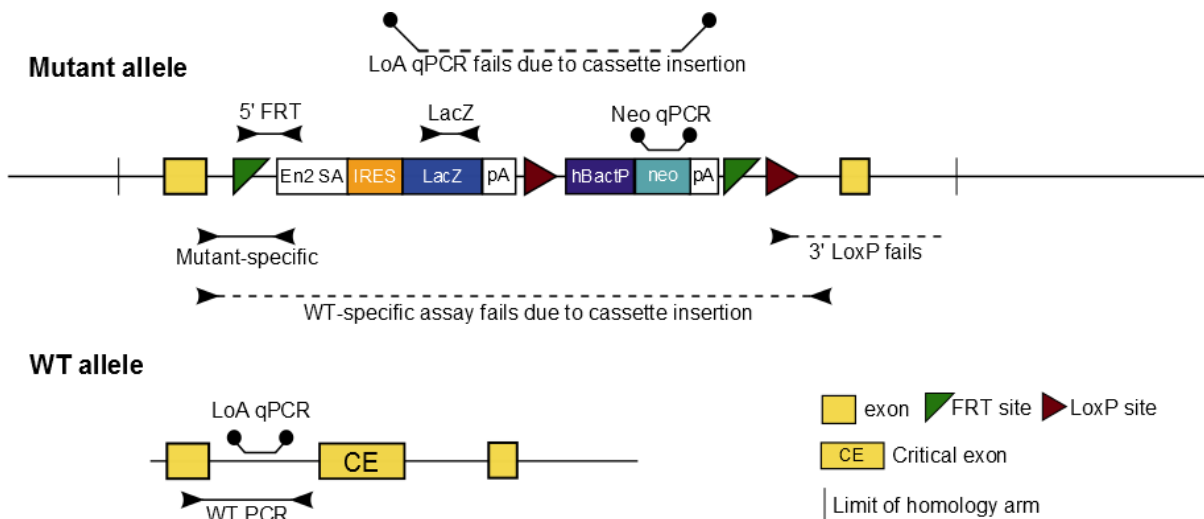 LoA qPCR fails due to cassette insertion
Mutant allele
5' FRT
LacZ
Neo qPCR
En2 SA IRES LacZ pA hBactP neo pA
Mutant-specific
3' LoxP fails
WT-specific assay fails due to cassette insertion
WT allele
LoA qPCR
CE
WT PCR
exon FRT site LoxP site
CE Critical exon
Limit of homology arm